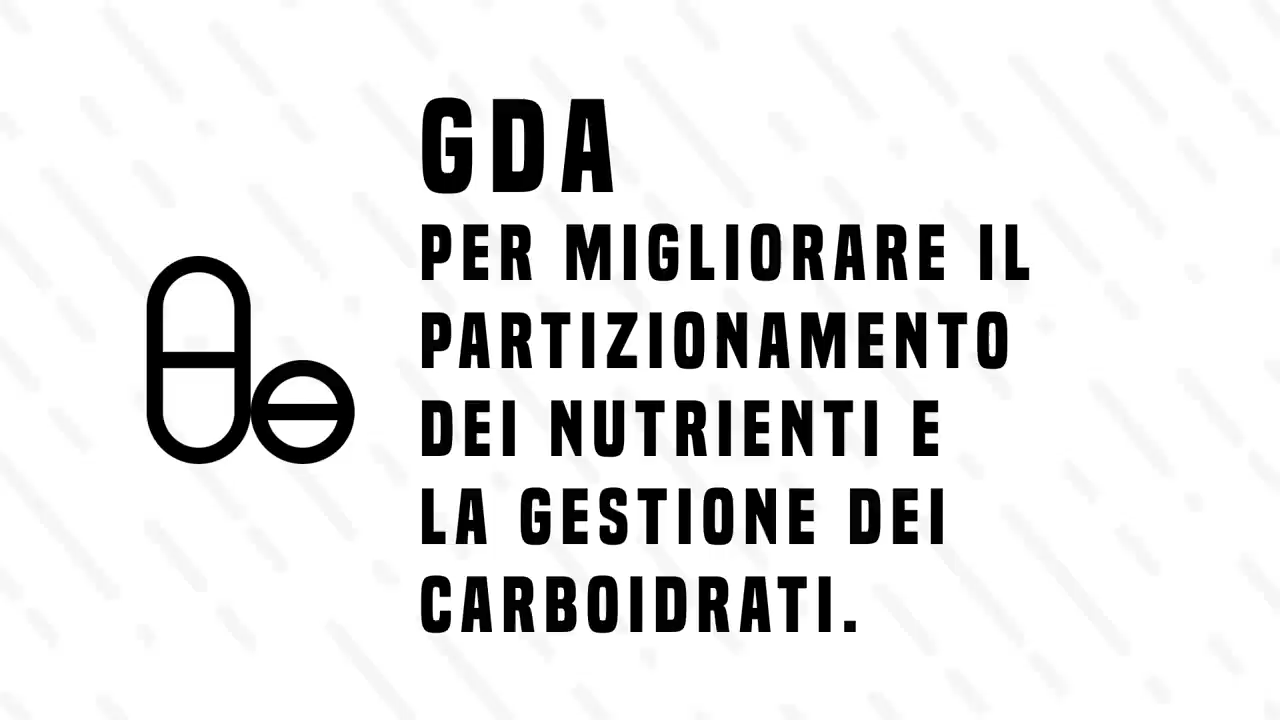 GDA
PER MIGLIORARE IL
PARTIZIONAMENTO
DEI NUTRIENTI E
LA GESTIONE DEI
CARBOIDRATI.